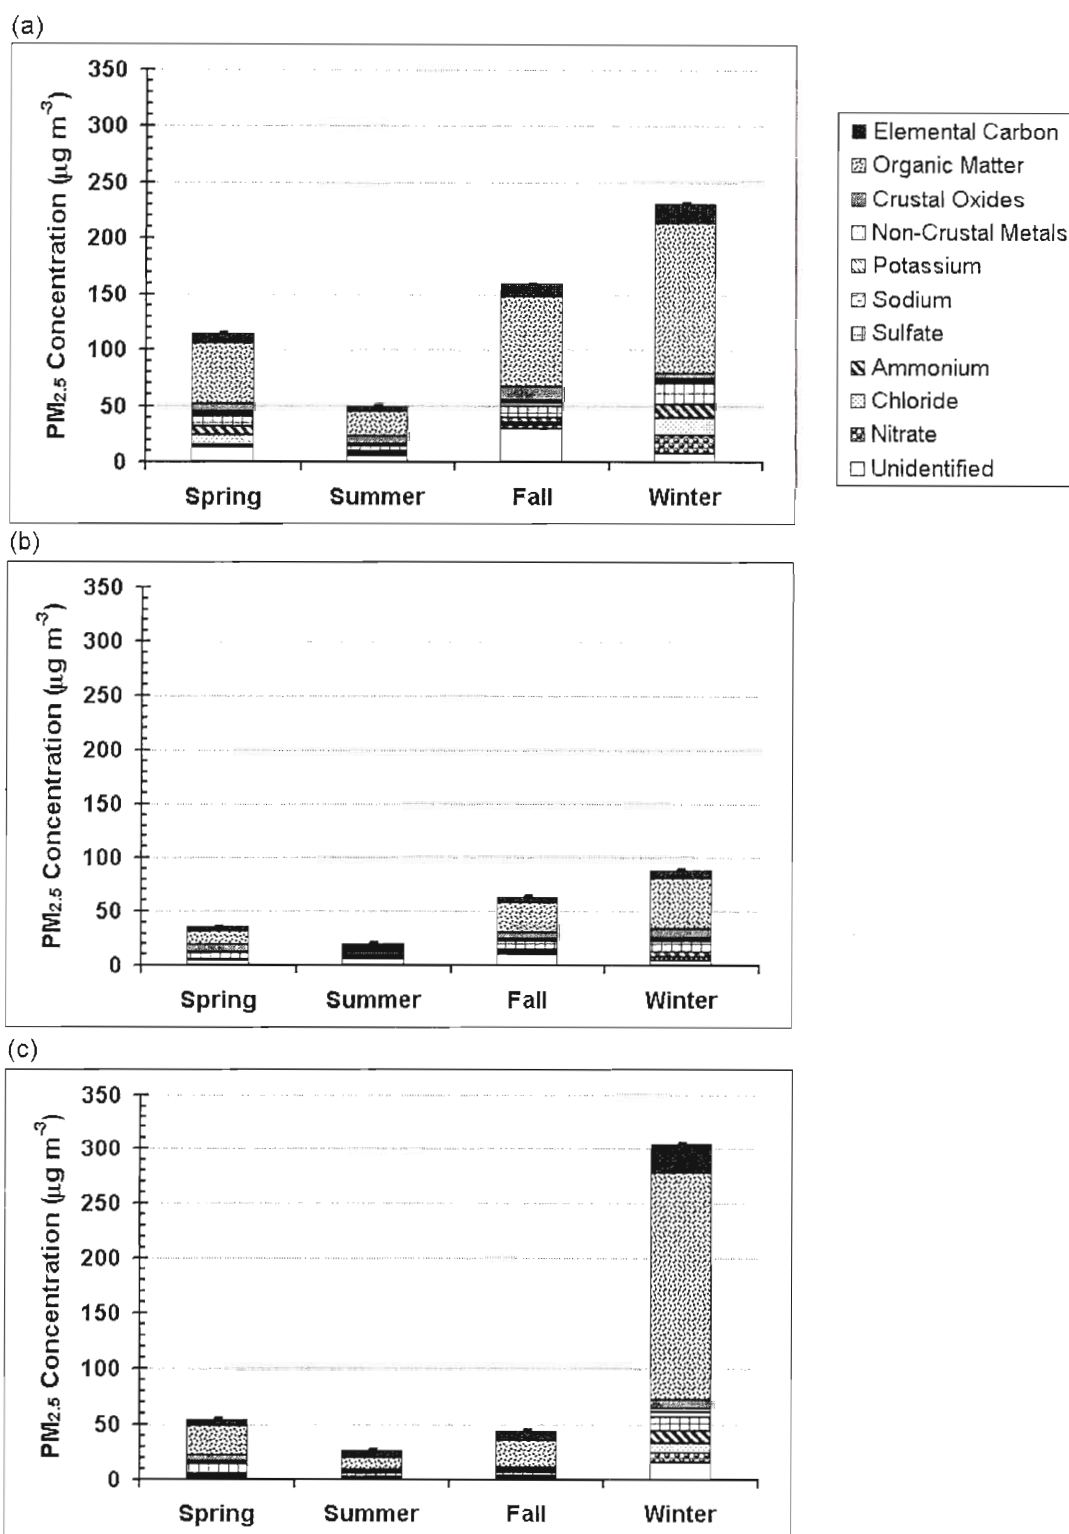 (a)
350
300
250
200
150
100
50
0
PM2.5 Concentration (µg m-3)
Spring Summer Fall Winter
Elemental Carbon
Organic Matter
Crustal Oxides
Non-Crustal Metals
Potassium
Sodium
Sulfate
Ammonium
Chloride
Nitrate
Unidentified
(b)
350
300
250
200
150
100
50
0
PM2.5 Concentration (µg m-3)
Spring Summer Fall Winter
(c)
350
300
250
200
150
100
50
0
PM2.5 Concentration (µg m-3)
Spring Summer Fall Winter